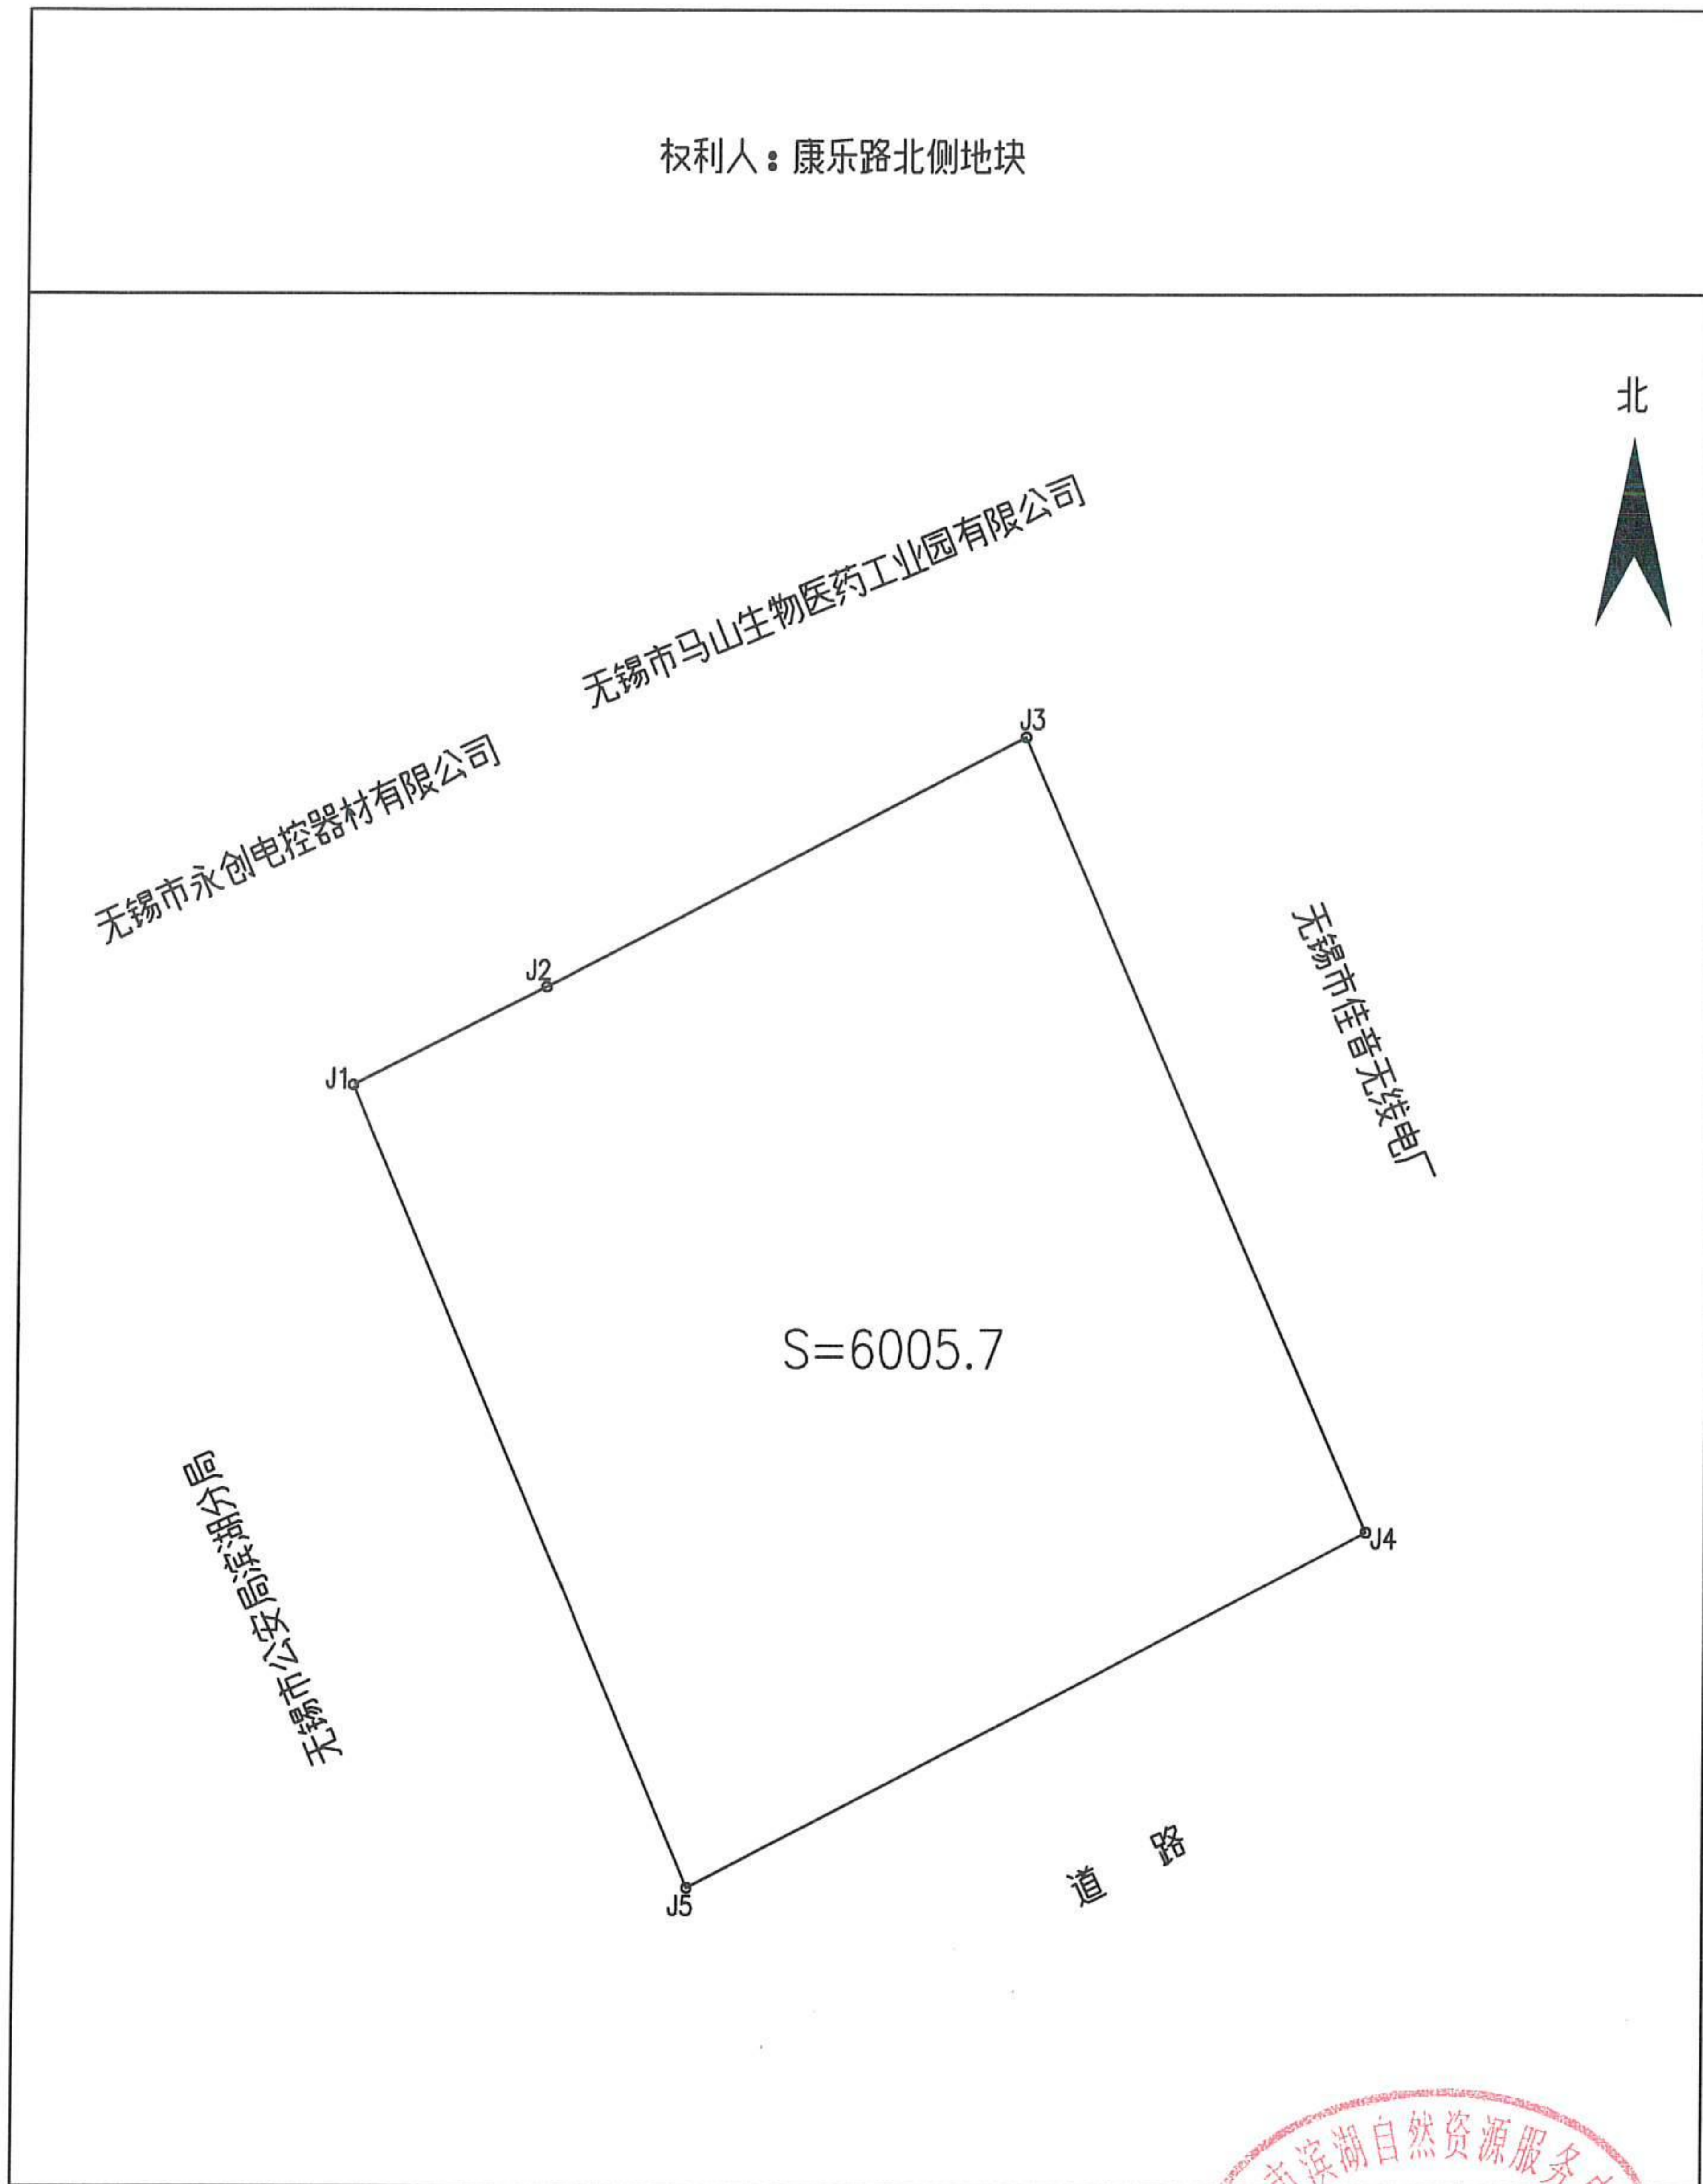 权利人：康乐路北侧地块
北
无锡市马山生物医药工业园有限公司
无锡市永创电控器材有限公司
J3
无锡市佳音无线电厂
J2
J1
S=6005.7
无锡市公安局滨湖分局
J4
道 路
J5
市滨湖自然资源服务中